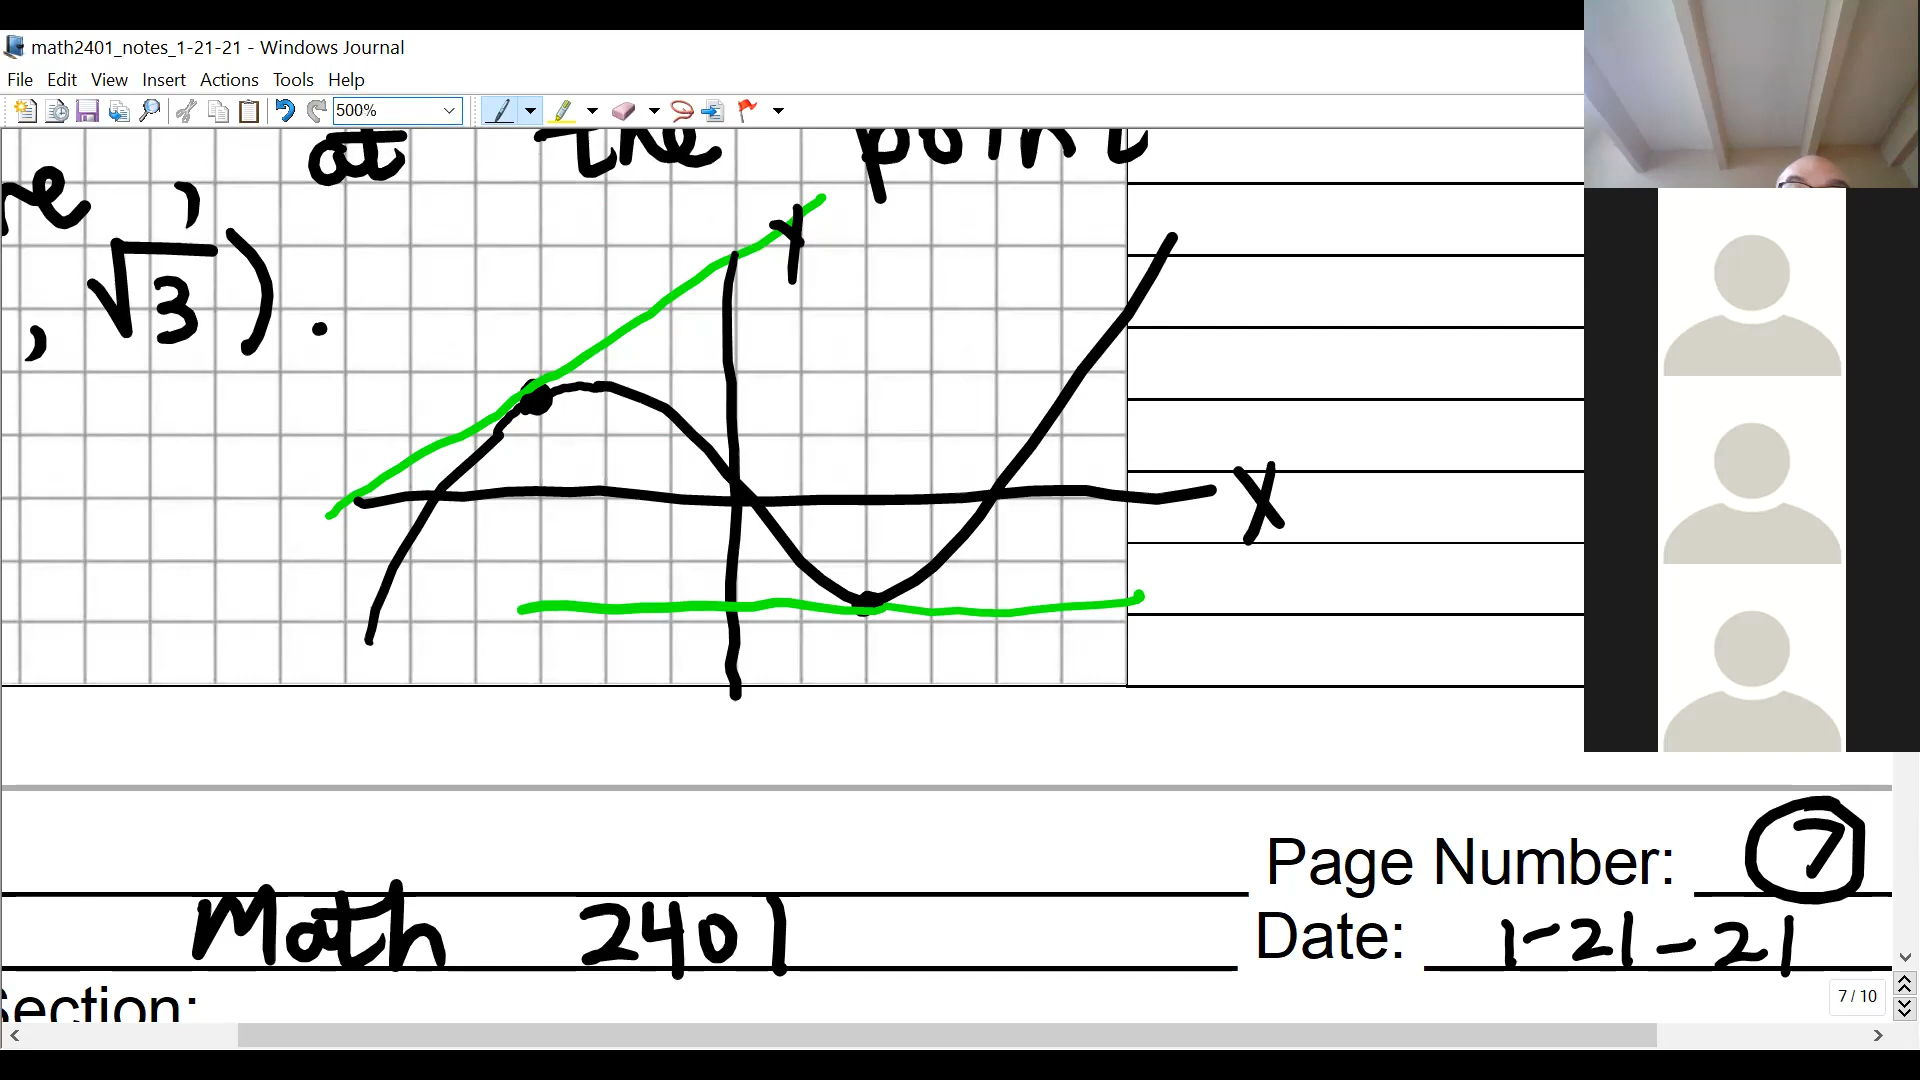 math2401_notes_1-21-21 - Windows Journal
File Edit View Insert Actions Tools Help
500%
at the point
, √3).
,
Y
X
Page Number: 7
Math 2401
Date: 1-21-21
Section:
7 / 10